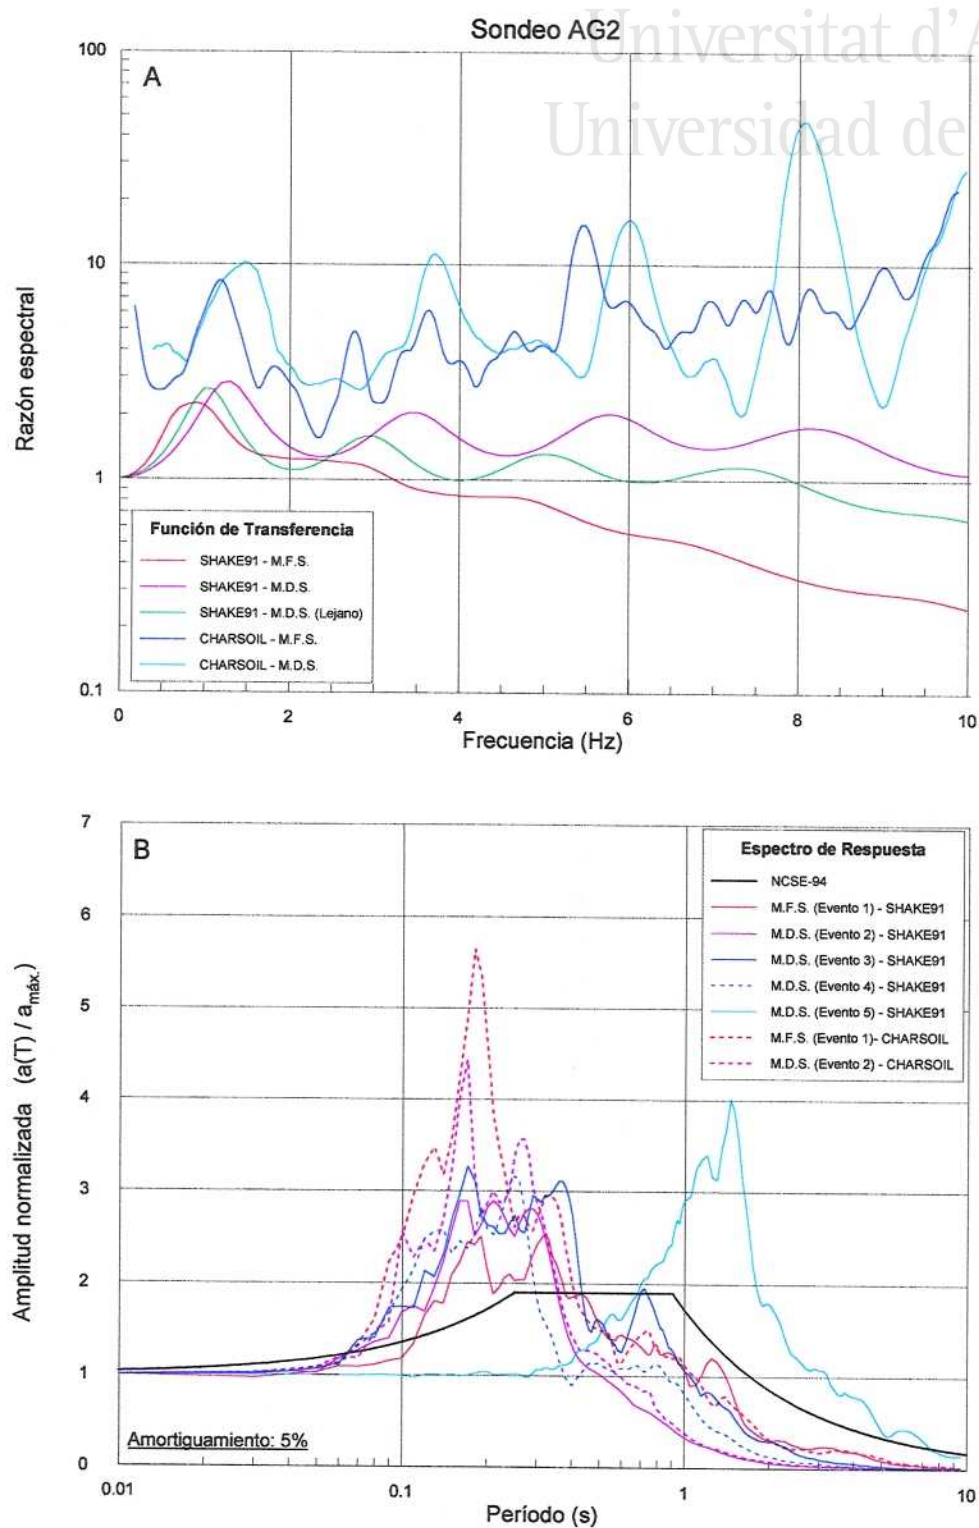 Sondeo AG2
Universitat d'A
Universidad de
100
10
1
0.1
A
Razón espectral
Función de Transferencia
SHAKE91 - M.F.S.
SHAKE91 - M.D.S.
SHAKE91 - M.D.S. (Lejano)
CHARSOIL - M.F.S.
CHARSOIL - M.D.S.
0 2 4 6 8 10
Frecuencia (Hz)
7
6
5
4
3
2
1
0
B
Amplitud normalizada (a(T) / amáx.)
Espectro de Respuesta
NCSE-94
M.F.S. (Evento 1) - SHAKE91
M.D.S. (Evento 2) - SHAKE91
M.D.S. (Evento 3) - SHAKE91
M.D.S. (Evento 4) - SHAKE91
M.D.S. (Evento 5) - SHAKE91
M.F.S. (Evento 1)- CHARSOIL
M.D.S. (Evento 2) - CHARSOIL
Amortiguamiento: 5%
0.01 0.1 1 10
Período (s)